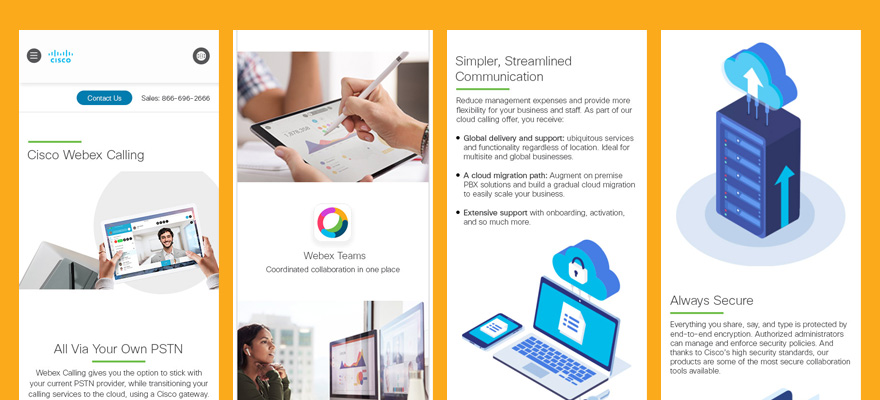 CISCO
Contact Us
Sales: 866-696-2666
Cisco Webex Calling
All Via Your Own PSTN
Webex Calling gives you the option to stick with
your current PSTN provider, while transitioning your
calling services to the cloud, using a Cisco gateway.
Webex Teams
Coordinated collaboration in one place
Simpler, Streamlined
Communication
Reduce management expenses and provide more
flexibility for your business and staff. As part of our
cloud calling offer, you receive:
• Global delivery and support: ubiquitous services
and functionality regardless of location. Ideal for
multisite and global businesses.
• A cloud migration path: Augment on premise
PBX solutions and build a gradual cloud migration
to easily scale your business.
• Extensive support with onboarding, activation,
and so much more.
Always Secure
Everything you share, say, and type is protected by
end-to-end encryption. Authorized administrators
can manage and enforce security policies. And
thanks to Cisco's high security standards, our
products are some of the most secure collaboration
tools available.